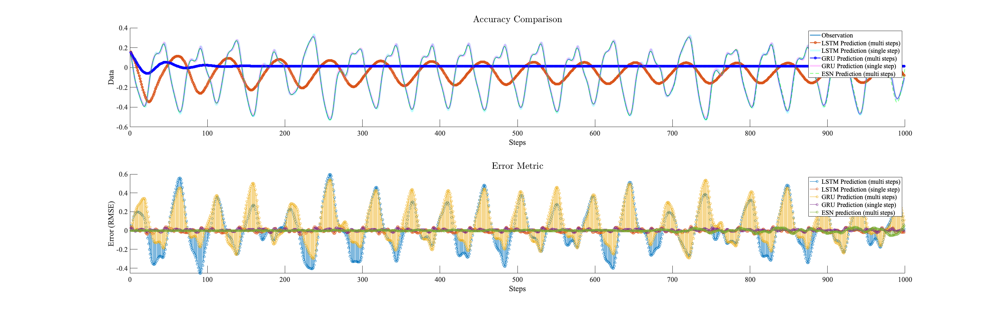 Accuracy Comparison
0.4
0.2
0
-0.2
-0.4
-0.6
Data
0 100 200 300 400 500 600 700 800 900 1000
Steps
Observation
LSTM Prediction (multi steps)
LSTM Prediction (single step)
GRU Prediction (multi steps)
GRU Prediction (single step)
ESN Prediction (multi steps)
Error Metric
0.6
0.4
0.2
0
-0.2
-0.4
Error (RMSE)
0 100 200 300 400 500 600 700 800 900 1000
Steps
LSTM Prediction (multi steps)
LSTM Prediction (single step)
GRU Prediction (multi steps)
GRU Prediction (single step)
ESN prediction (multi steps)